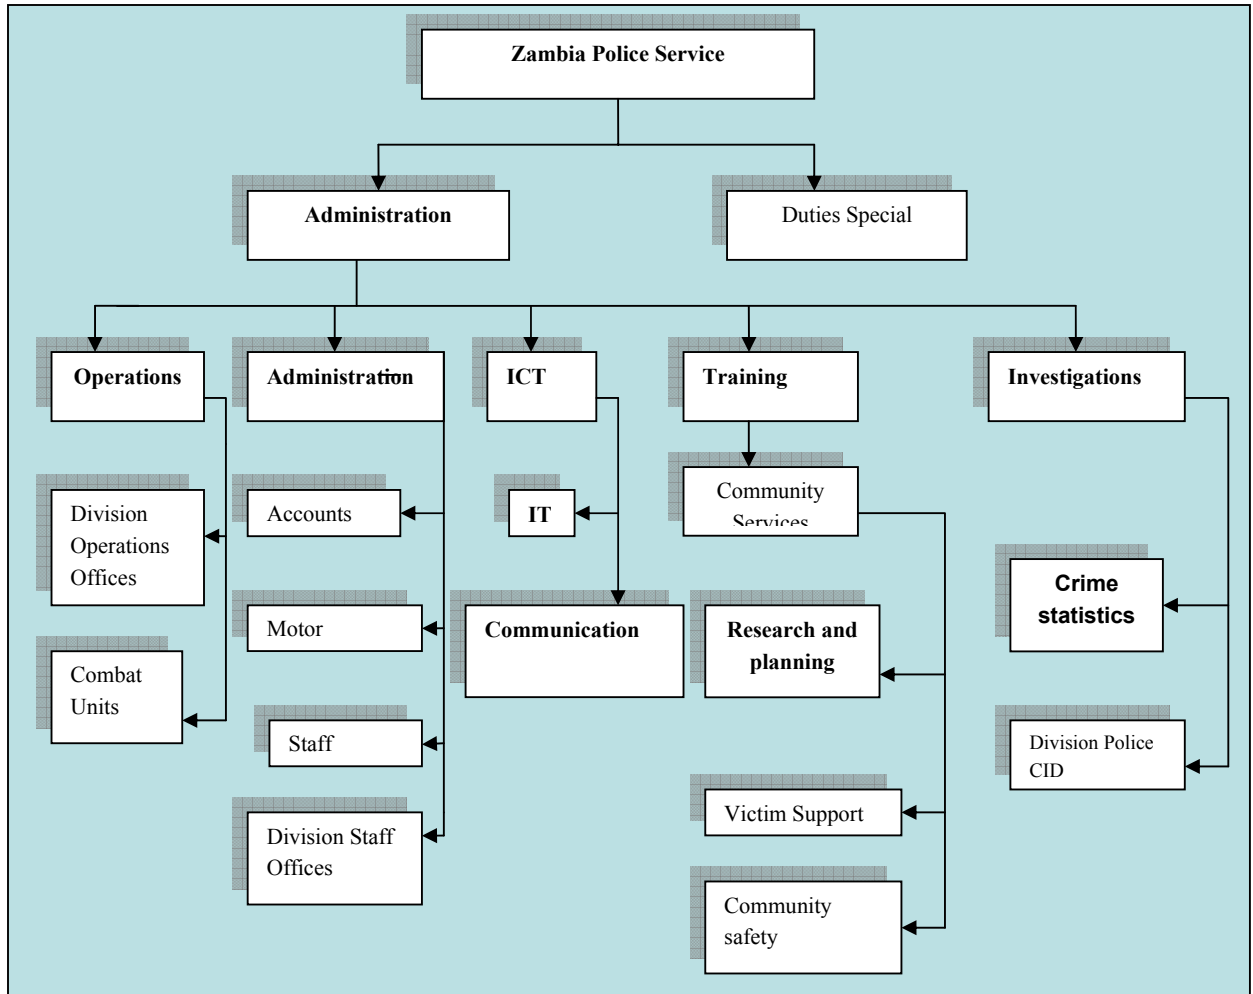 Zambia Police Service
Administration
Duties Special
Operations
Administration
ICT
Training
Investigations
Division
Operations
Offices
Accounts
IT
Community
Services
Crime
statistics
Motor
Communication
Research and
planning
Combat
Units
Staff
Division Police
CID
Victim Support
Division Staff
Offices
Community
safety